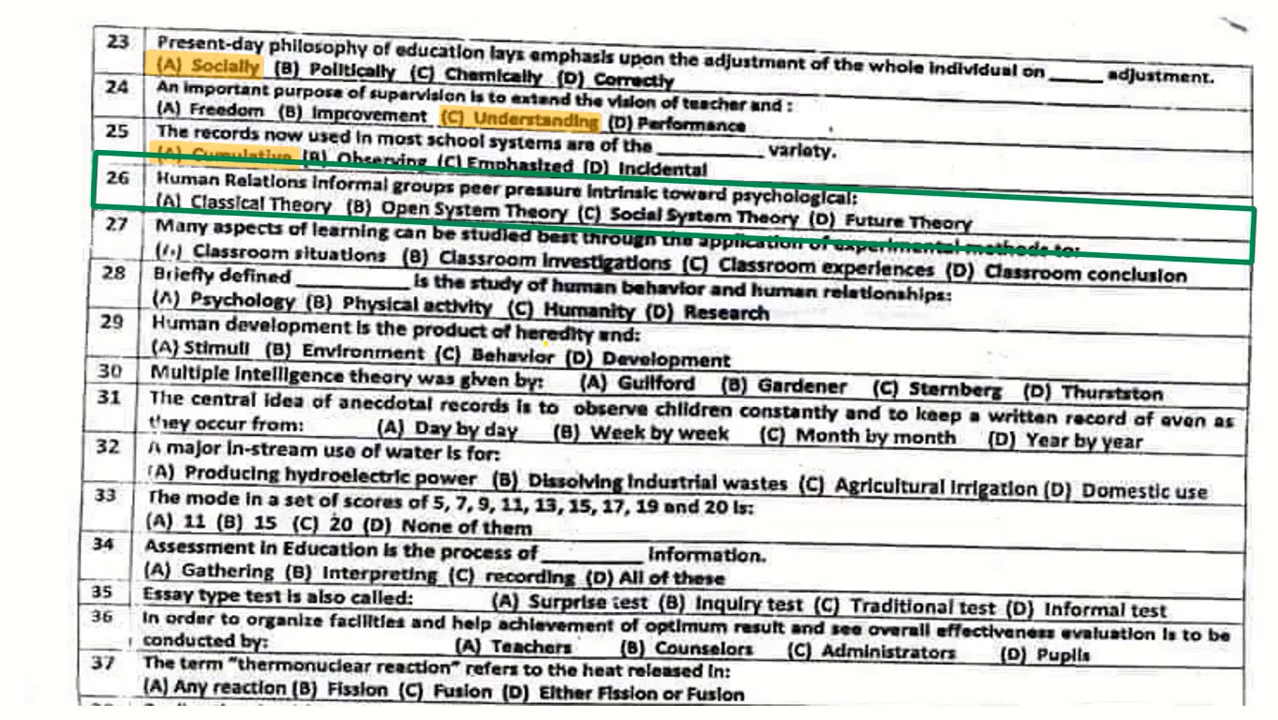 23 Present-day philosophy of education lays emphasis upon the adjustment of the whole individual on _____ adjustment.
(A) Socially (B) Politically (C) Chemically (D) Correctly
24 An important purpose of supervision is to extend the vision of teacher and :
(A) Freedom (B) Improvement (C) Understanding (D) Performance
25 The records now used in most school systems are of the __________ variety.
(A) Cumulative (B) Observing (C) Emphasized (D) Incidental
26 Human Relations informal groups peer pressure intrinsic toward psychological:
(A) Classical Theory (B) Open System Theory (C) Social System Theory (D) Future Theory
27 Many aspects of learning can be studied best through the application of experimental methods to:
(A) Classroom situations (B) Classroom Investigations (C) Classroom experiences (D) Classroom conclusion
28 Briefly defined __________ is the study of human behavior and human relationships:
(A) Psychology (B) Physical activity (C) Humanity (D) Research
29 Human development is the product of heredity and:
(A) Stimuli (B) Environment (C) Behavior (D) Development
30 Multiple intelligence theory was given by: (A) Guilford (B) Gardener (C) Sternberg (D) Thurstston
31 The central idea of anecdotal records is to observe children constantly and to keep a written record of even as
they occur from: (A) Day by day (B) Week by week (C) Month by month (D) Year by year
32 A major in-stream use of water is for:
(A) Producing hydroelectric power (B) Dissolving industrial wastes (C) Agricultural irrigation (D) Domestic use
33 The mode in a set of scores of 5, 7, 9, 11, 13, 15, 17, 19 and 20 is:
(A) 11 (B) 15 (C) 20 (D) None of them
34 Assessment in Education is the process of _________ information.
(A) Gathering (B) Interpreting (C) recording (D) All of these
35 Essay type test is also called: (A) Surprise test (B) Inquiry test (C) Traditional test (D) Informal test
36 In order to organize facilities and help achievement of optimum result and see overall effectiveness evaluation is to be
conducted by: (A) Teachers (B) Counselors (C) Administrators (D) Pupils
37 The term "thermonuclear reaction" refers to the heat released in:
(A) Any reaction (B) Fission (C) Fusion (D) Either Fission or Fusion